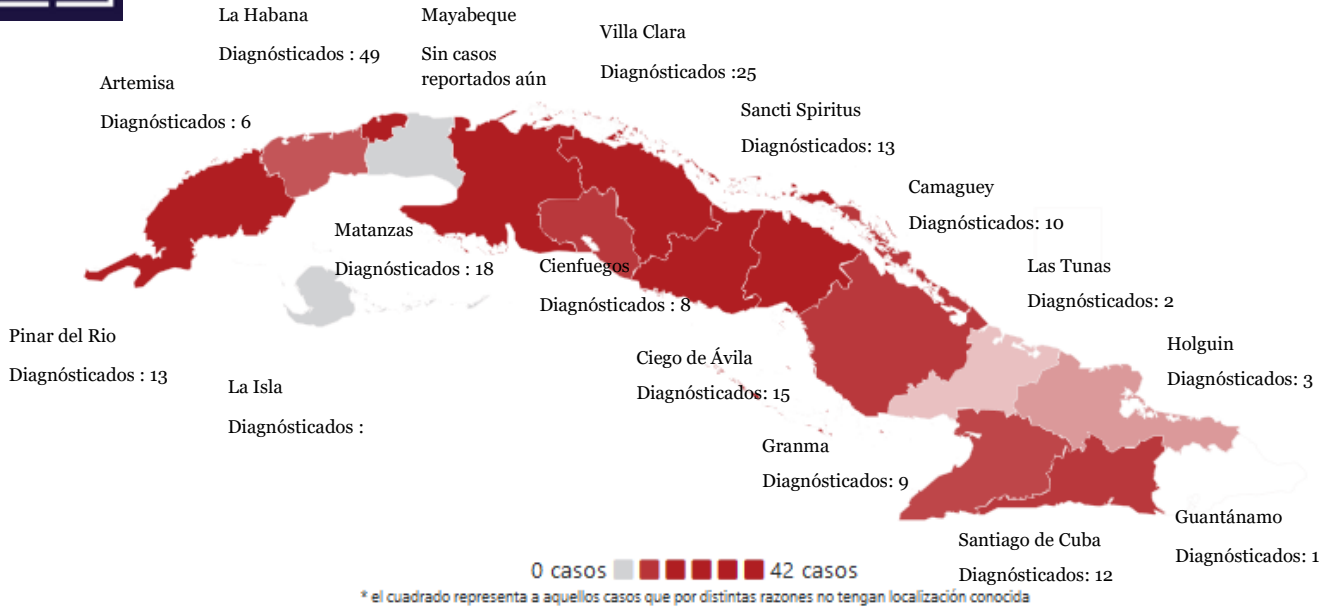 La Habana
Diagnósticados : 49
Mayabeque
Sin casos
reportados aún
Villa Clara
Diagnósticados :25
Artemisa
Diagnósticados : 6
Sancti Spiritus
Diagnósticados: 13
Camaguey
Diagnósticados: 10
Matanzas
Diagnósticados : 18
Cienfuegos
Diagnósticados : 8
Las Tunas
Diagnósticados: 2
Pinar del Rio
Diagnósticados : 13
Holguin
Diagnósticados: 3
La Isla
Diagnósticados :
Ciego de Ávila
Diagnósticados: 15
Granma
Diagnósticados: 9
Guantánamo
Diagnósticados: 1
Santiago de Cuba
Diagnósticados: 12
0 casos 42 casos
* el cuadrado representa a aquellos casos que por distintas razones no tengan localización conocida